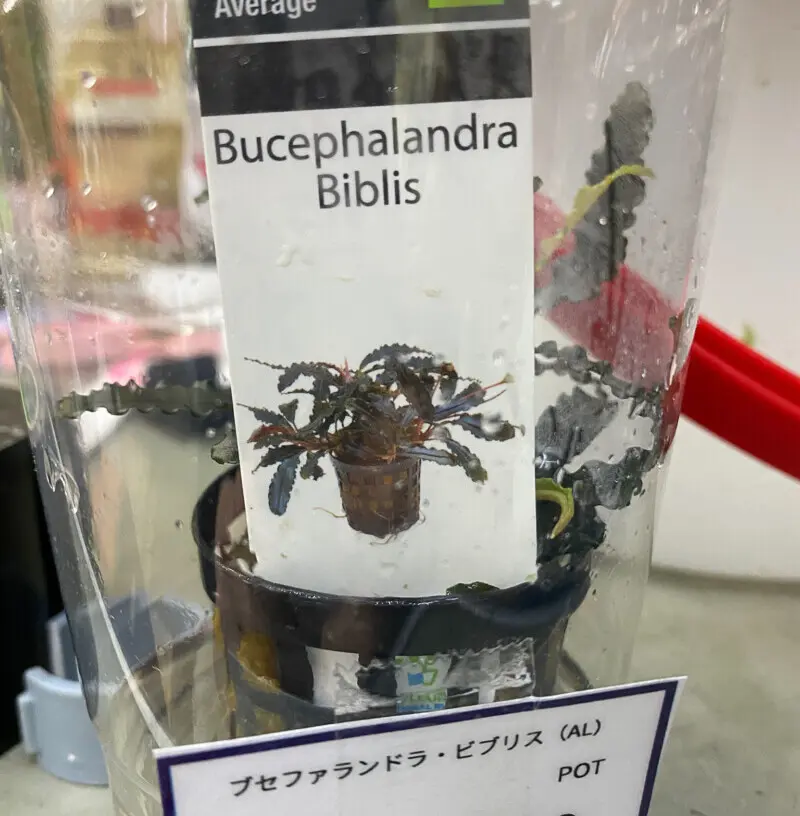 Average
Bucephalandra
Biblis
ブセファランドラ・ビブリス (AL)
POT